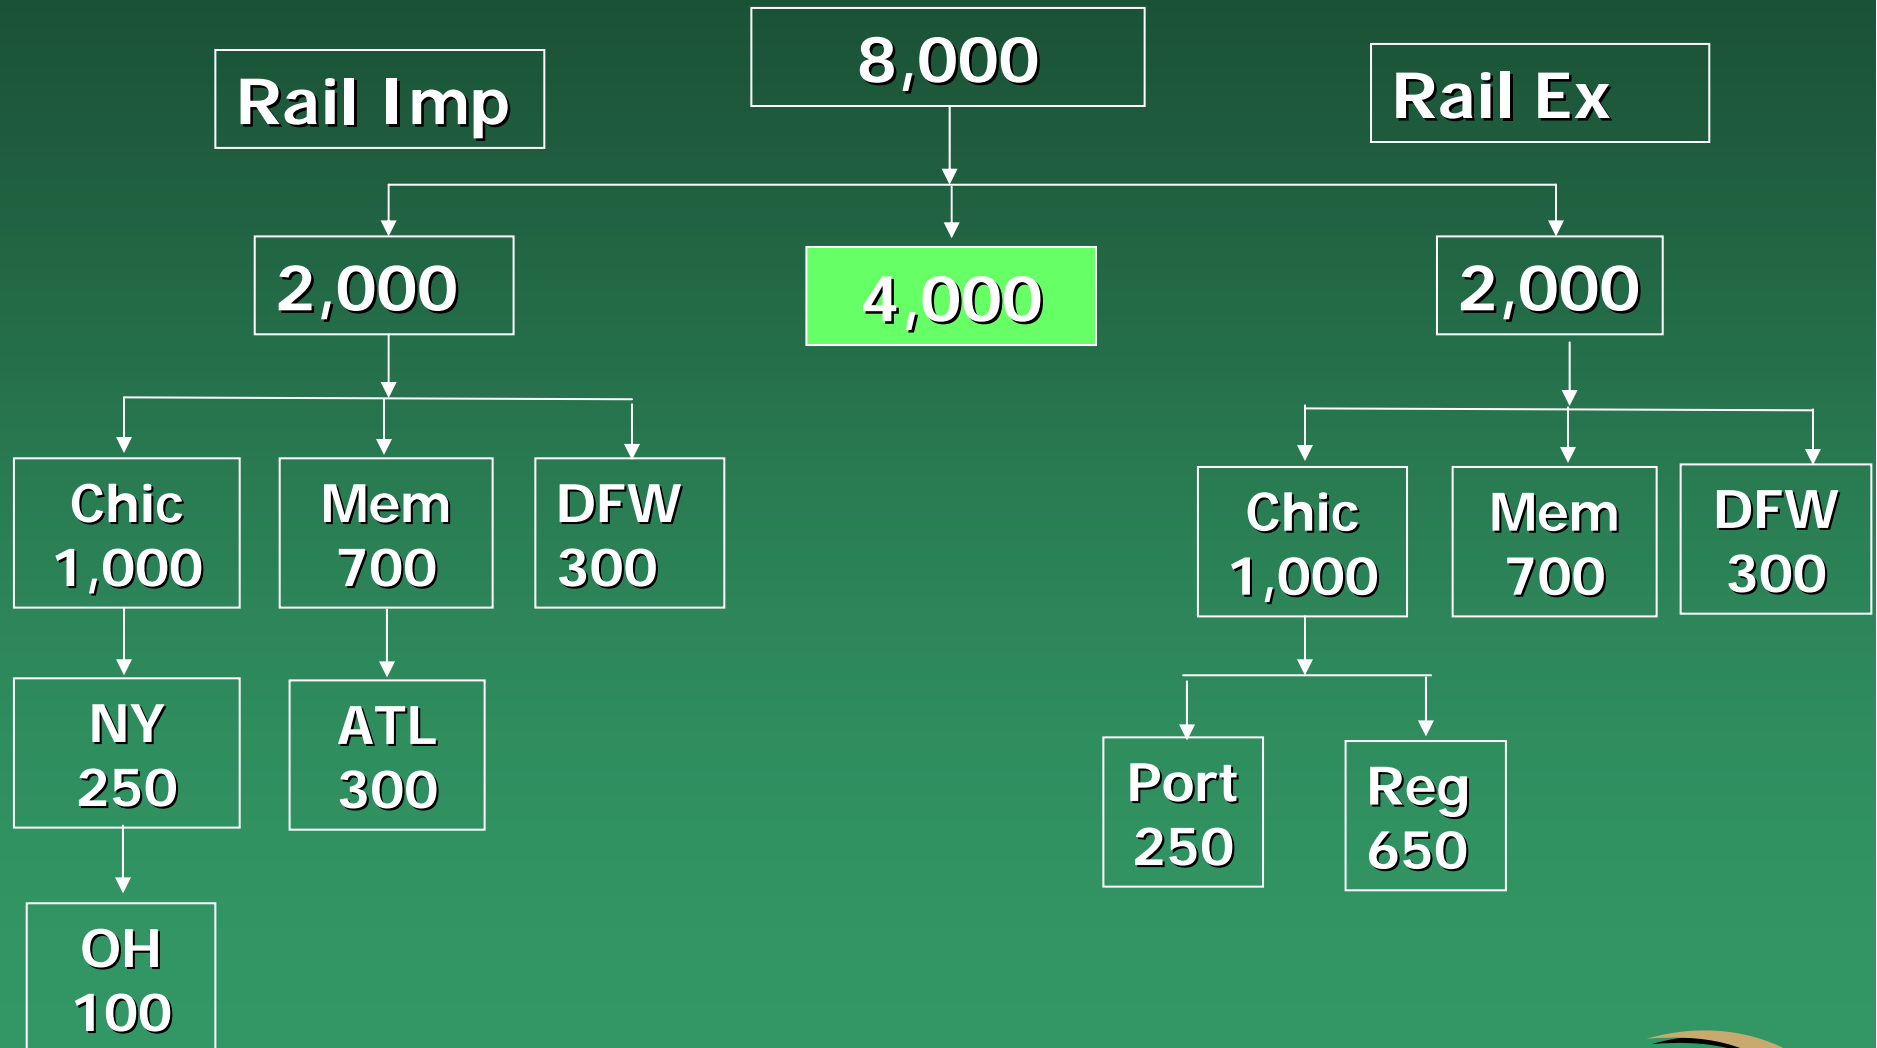 8,000
Rail Imp
Rail Ex
2,000
4,000
2,000
Chic
1,000
Mem
700
DFW
300
Chic
1,000
Mem
700
DFW
300
NY
250
ATL
300
Port
250
Reg
650
OH
100